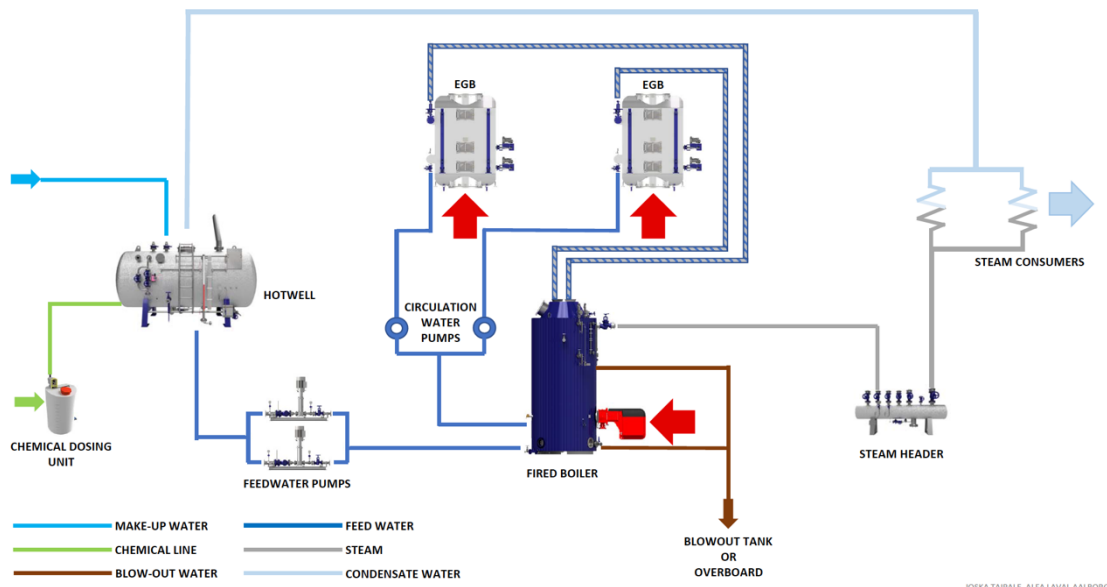 EGB
EGB
HOTWELL
CIRCULATION
WATER
PUMPS
STEAM CONSUMERS
CHEMICAL DOSING
UNIT
FEEDWATER PUMPS
FIRED BOILER
STEAM HEADER
MAKE-UP WATER
FEED WATER
CHEMICAL LINE
STEAM
BLOW-OUT WATER
CONDENSATE WATER
BLOWOUT TANK
OR
OVERBOARD